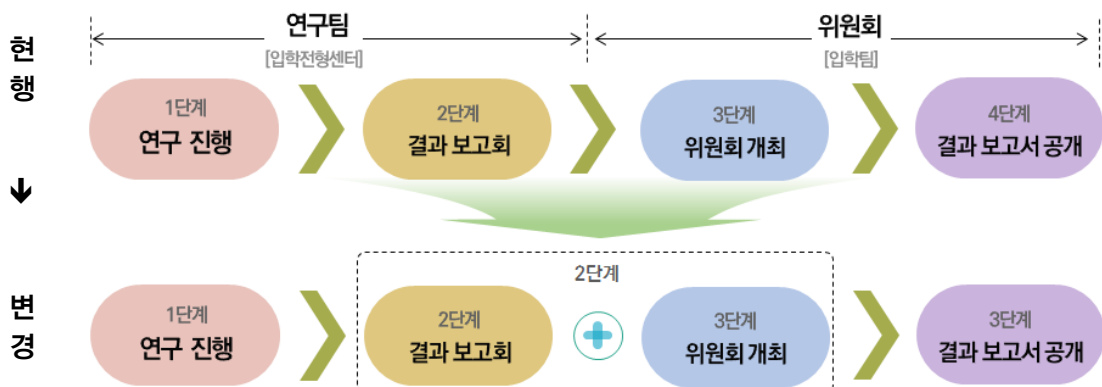 현행
연구팀
[입학전형센터]
위원회
[입학팀]
1단계
연구 진행
2단계
결과 보고회
3단계
위원회 개최
4단계
결과 보고서 공개
변경
2단계
1단계
연구 진행
2단계
결과 보고회
3단계
위원회 개최
3단계
결과 보고서 공개